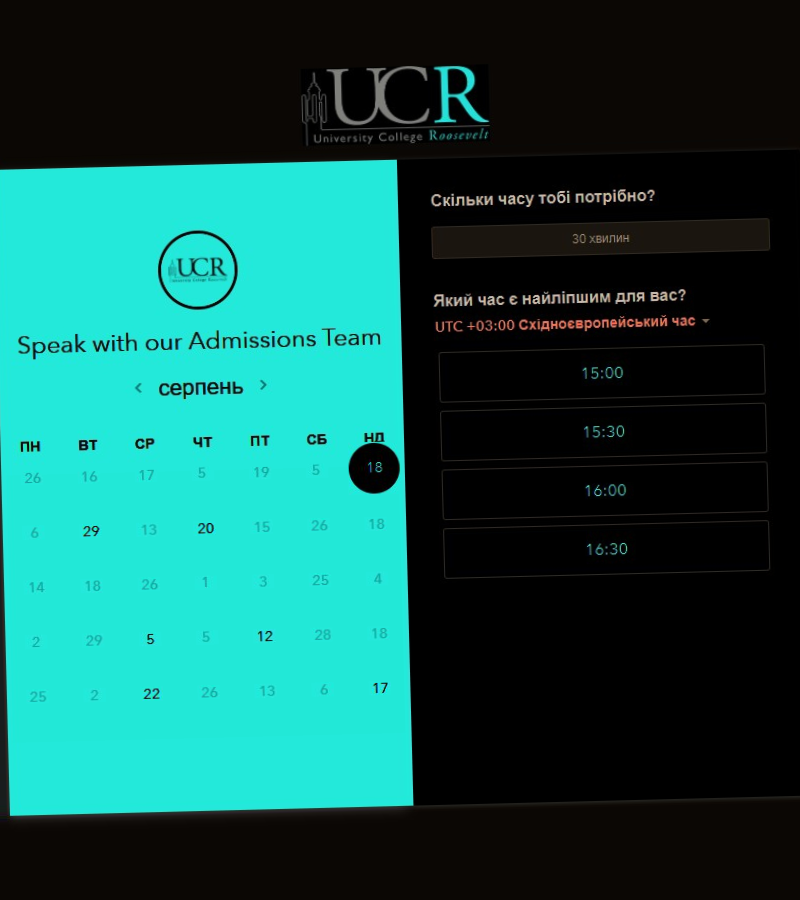 UCR
University College Roosevelt
UCR
University College Roosevelt
Speak with our Admissions Team
серпень
ПН ВТ СР ЧТ ПТ СБ НД
26 16 17 5 19 5 18
6 29 13 20 15 26 18
14 18 26 1 3 25 4
2 29 5 5 12 28 18
25 2 22 26 13 6 17
Скільки часу тобі потрібно?
30 хвилин
Який час є найліпшим для вас?
UTC +03:00 Східноєвропейський час
15:00
15:30
16:00
16:30